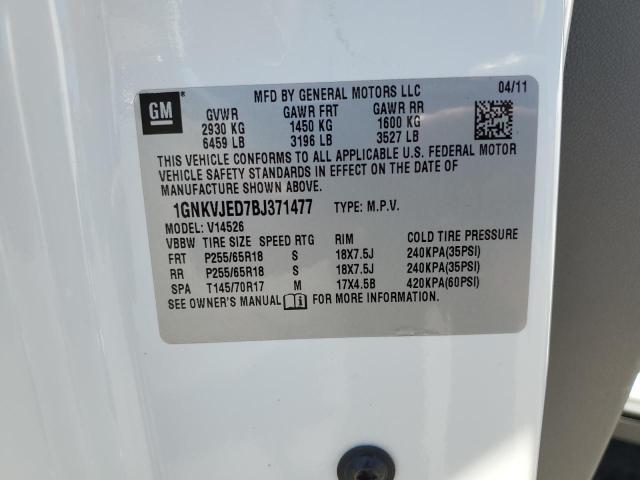 GM
MFD BY GENERAL MOTORS LLC 04/11
GVWR GAWR FRT GAWR RR
2930 KG 1450 KG 1600 KG
6459 LB 3196 LB 3527 LB
THIS VEHICLE CONFORMS TO ALL APPLICABLE U.S. FEDERAL MOTOR
VEHICLE SAFETY STANDARDS IN EFFECT ON THE DATE OF
MANUFACTURE SHOWN ABOVE.
1GNKVJED7BJ371477 TYPE: M.P.V.
MODEL: V14526
VBBW TIRE SIZE SPEED RTG RIM COLD TIRE PRESSURE
FRT P255/65R18 S 18X7.5J 240KPA(35PSI)
RR P255/65R18 S 18X7.5J 240KPA(35PSI)
SPA T145/70R17 M 17X4.5B 420KPA(60PSI)
SEE OWNER'S MANUAL FOR MORE INFORMATION.